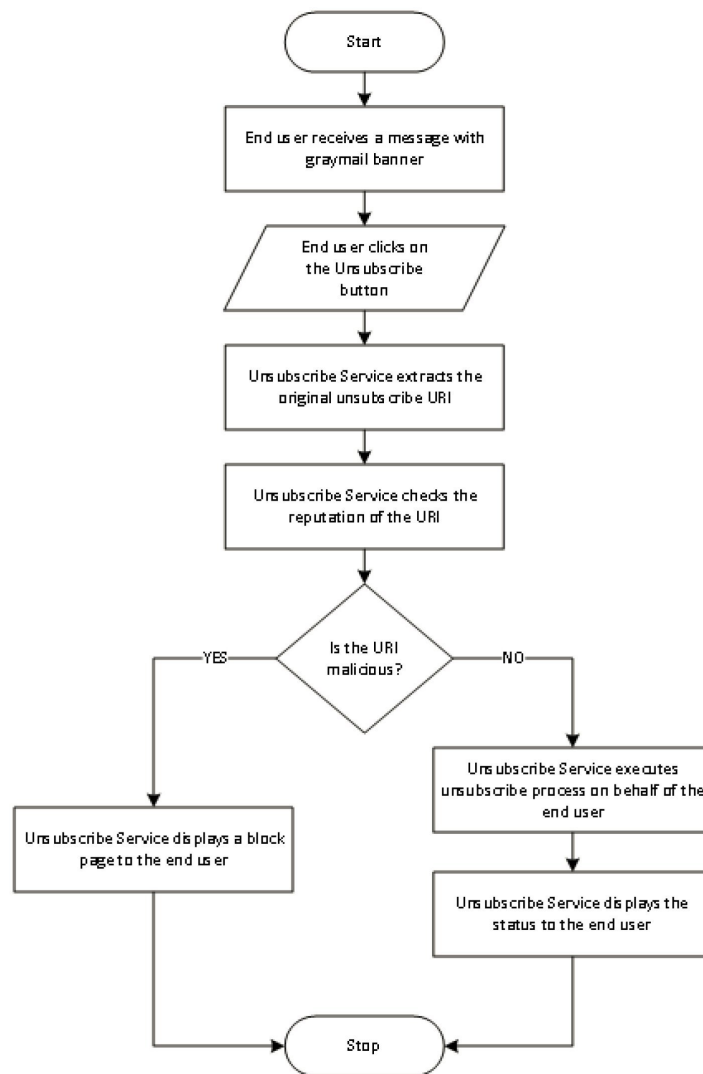 Start
End user receives a message with
graymail banner
End user clicks on
the Unsubscribe
button
Unsubscribe Service extracts the
original unsubscribe URI
Unsubscribe Service checks the
reputation of the URI
Is the URI
malicious?
YES
NO
Unsubscribe Service executes
unsubscribe process on behalf of the
end user
Unsubscribe Service displays a block
page to the end user
Unsubscribe Service displays the
status to the end user
Stop